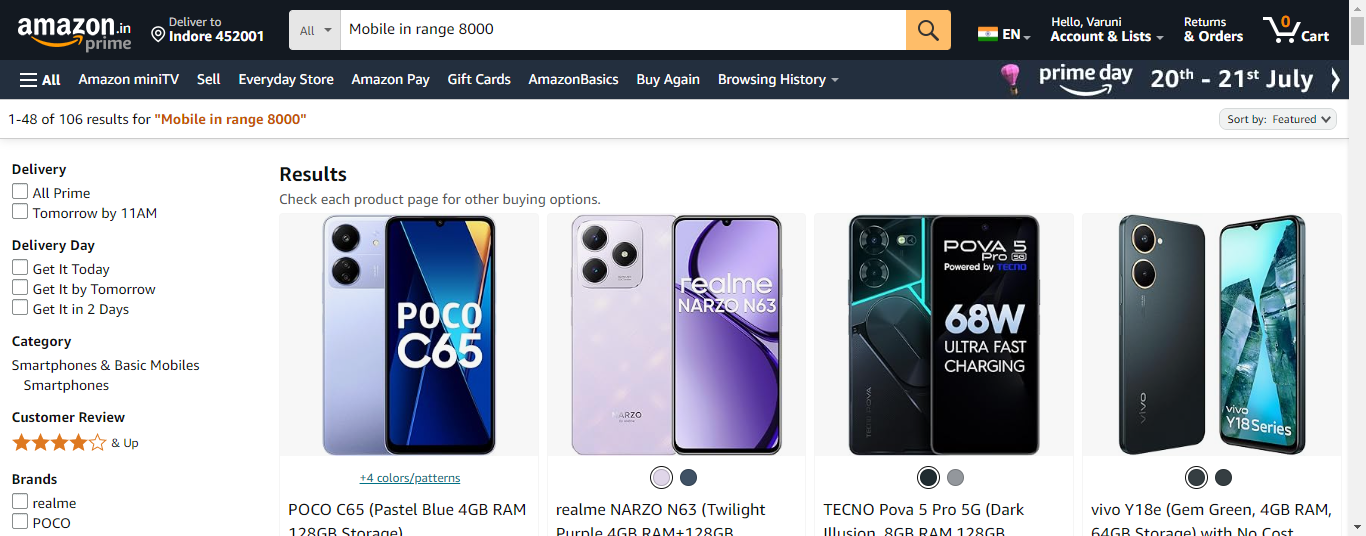 amazon.in
prime
Deliver to
Indore 452001
All
Mobile in range 8000
EN
Hello, Varuni
Account & Lists
Returns
& Orders
0
Cart
All
Amazon miniTV
Sell
Everyday Store
Amazon Pay
Gift Cards
AmazonBasics
Buy Again
Browsing History
prime day
20th - 21st July
1-48 of 106 results for "Mobile in range 8000"
Sort by: Featured
Delivery
All Prime
Tomorrow by 11AM
Delivery Day
Get It Today
Get It by Tomorrow
Get It in 2 Days
Category
Smartphones & Basic Mobiles
Smartphones
Customer Review
& Up
Brands
realme
POCO
Results
Check each product page for other buying options.
POCO
C65
+4 colors/patterns
POCO C65 (Pastel Blue 4GB RAM
128GB Storage)
realme
NARZO N63
NARZO
realme NARZO N63 (Twilight
Purple 4GB RAM+128GB
POVA 5
Pro 5G
Powered by TECNO
68W
ULTRA FAST
CHARGING
TECNO POVA
TECNO Pova 5 Pro 5G (Dark
Illusion, 8GB RAM,128GB
vivo
vivo
Y18 Series
vivo Y18e (Gem Green, 4GB RAM,
64GB Storage) with No Cost